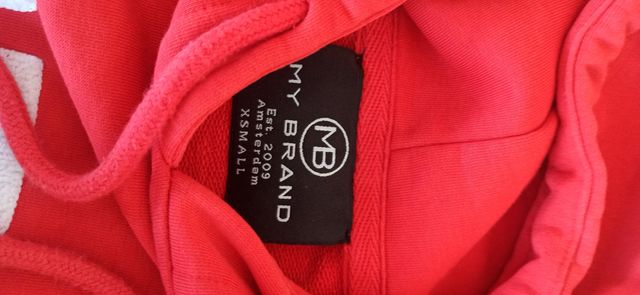 MB
MY BRAND
Est. 2009
Amsterdam
XSMALL